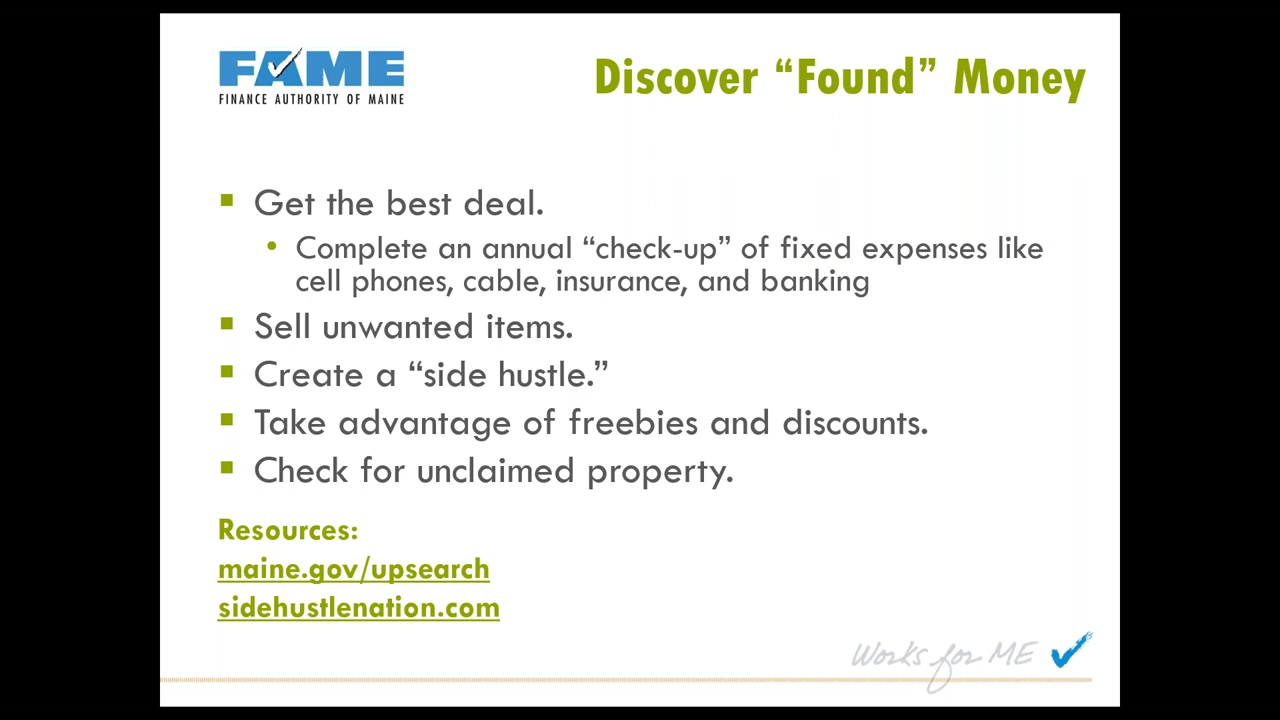 FAME
FINANCE AUTHORITY OF MAINE
Discover “Found” Money
▪ Get the best deal.
• Complete an annual “check-up” of fixed expenses like
cell phones, cable, insurance, and banking
▪ Sell unwanted items.
▪ Create a “side hustle.”
▪ Take advantage of freebies and discounts.
▪ Check for unclaimed property.
Resources:
maine.gov/upsearch
sidehustlenation.com
Works for ME